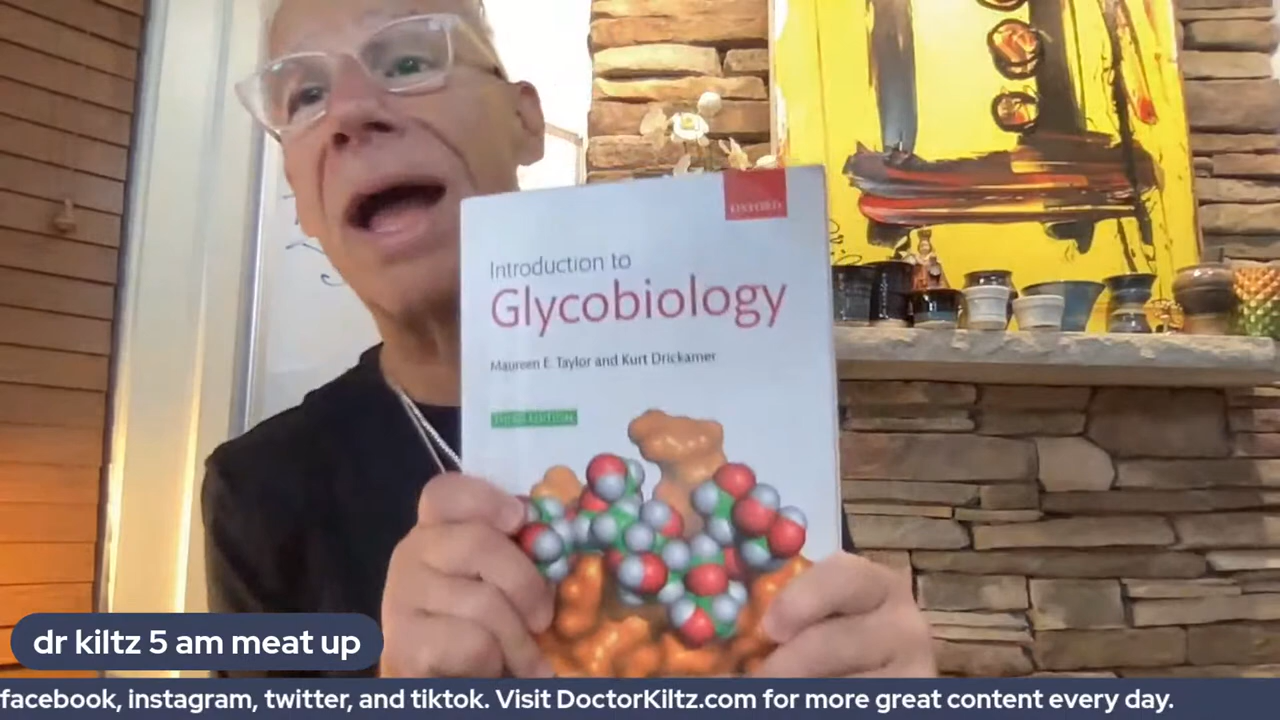 OXFORD
Introduction to
Glycobiology
Maureen E. Taylor and Kurt Drickamer
THIRD EDITION
dr kiltz 5 am meat up
facebook, instagram, twitter, and tiktok. Visit DoctorKiltz.com for more great content every day.